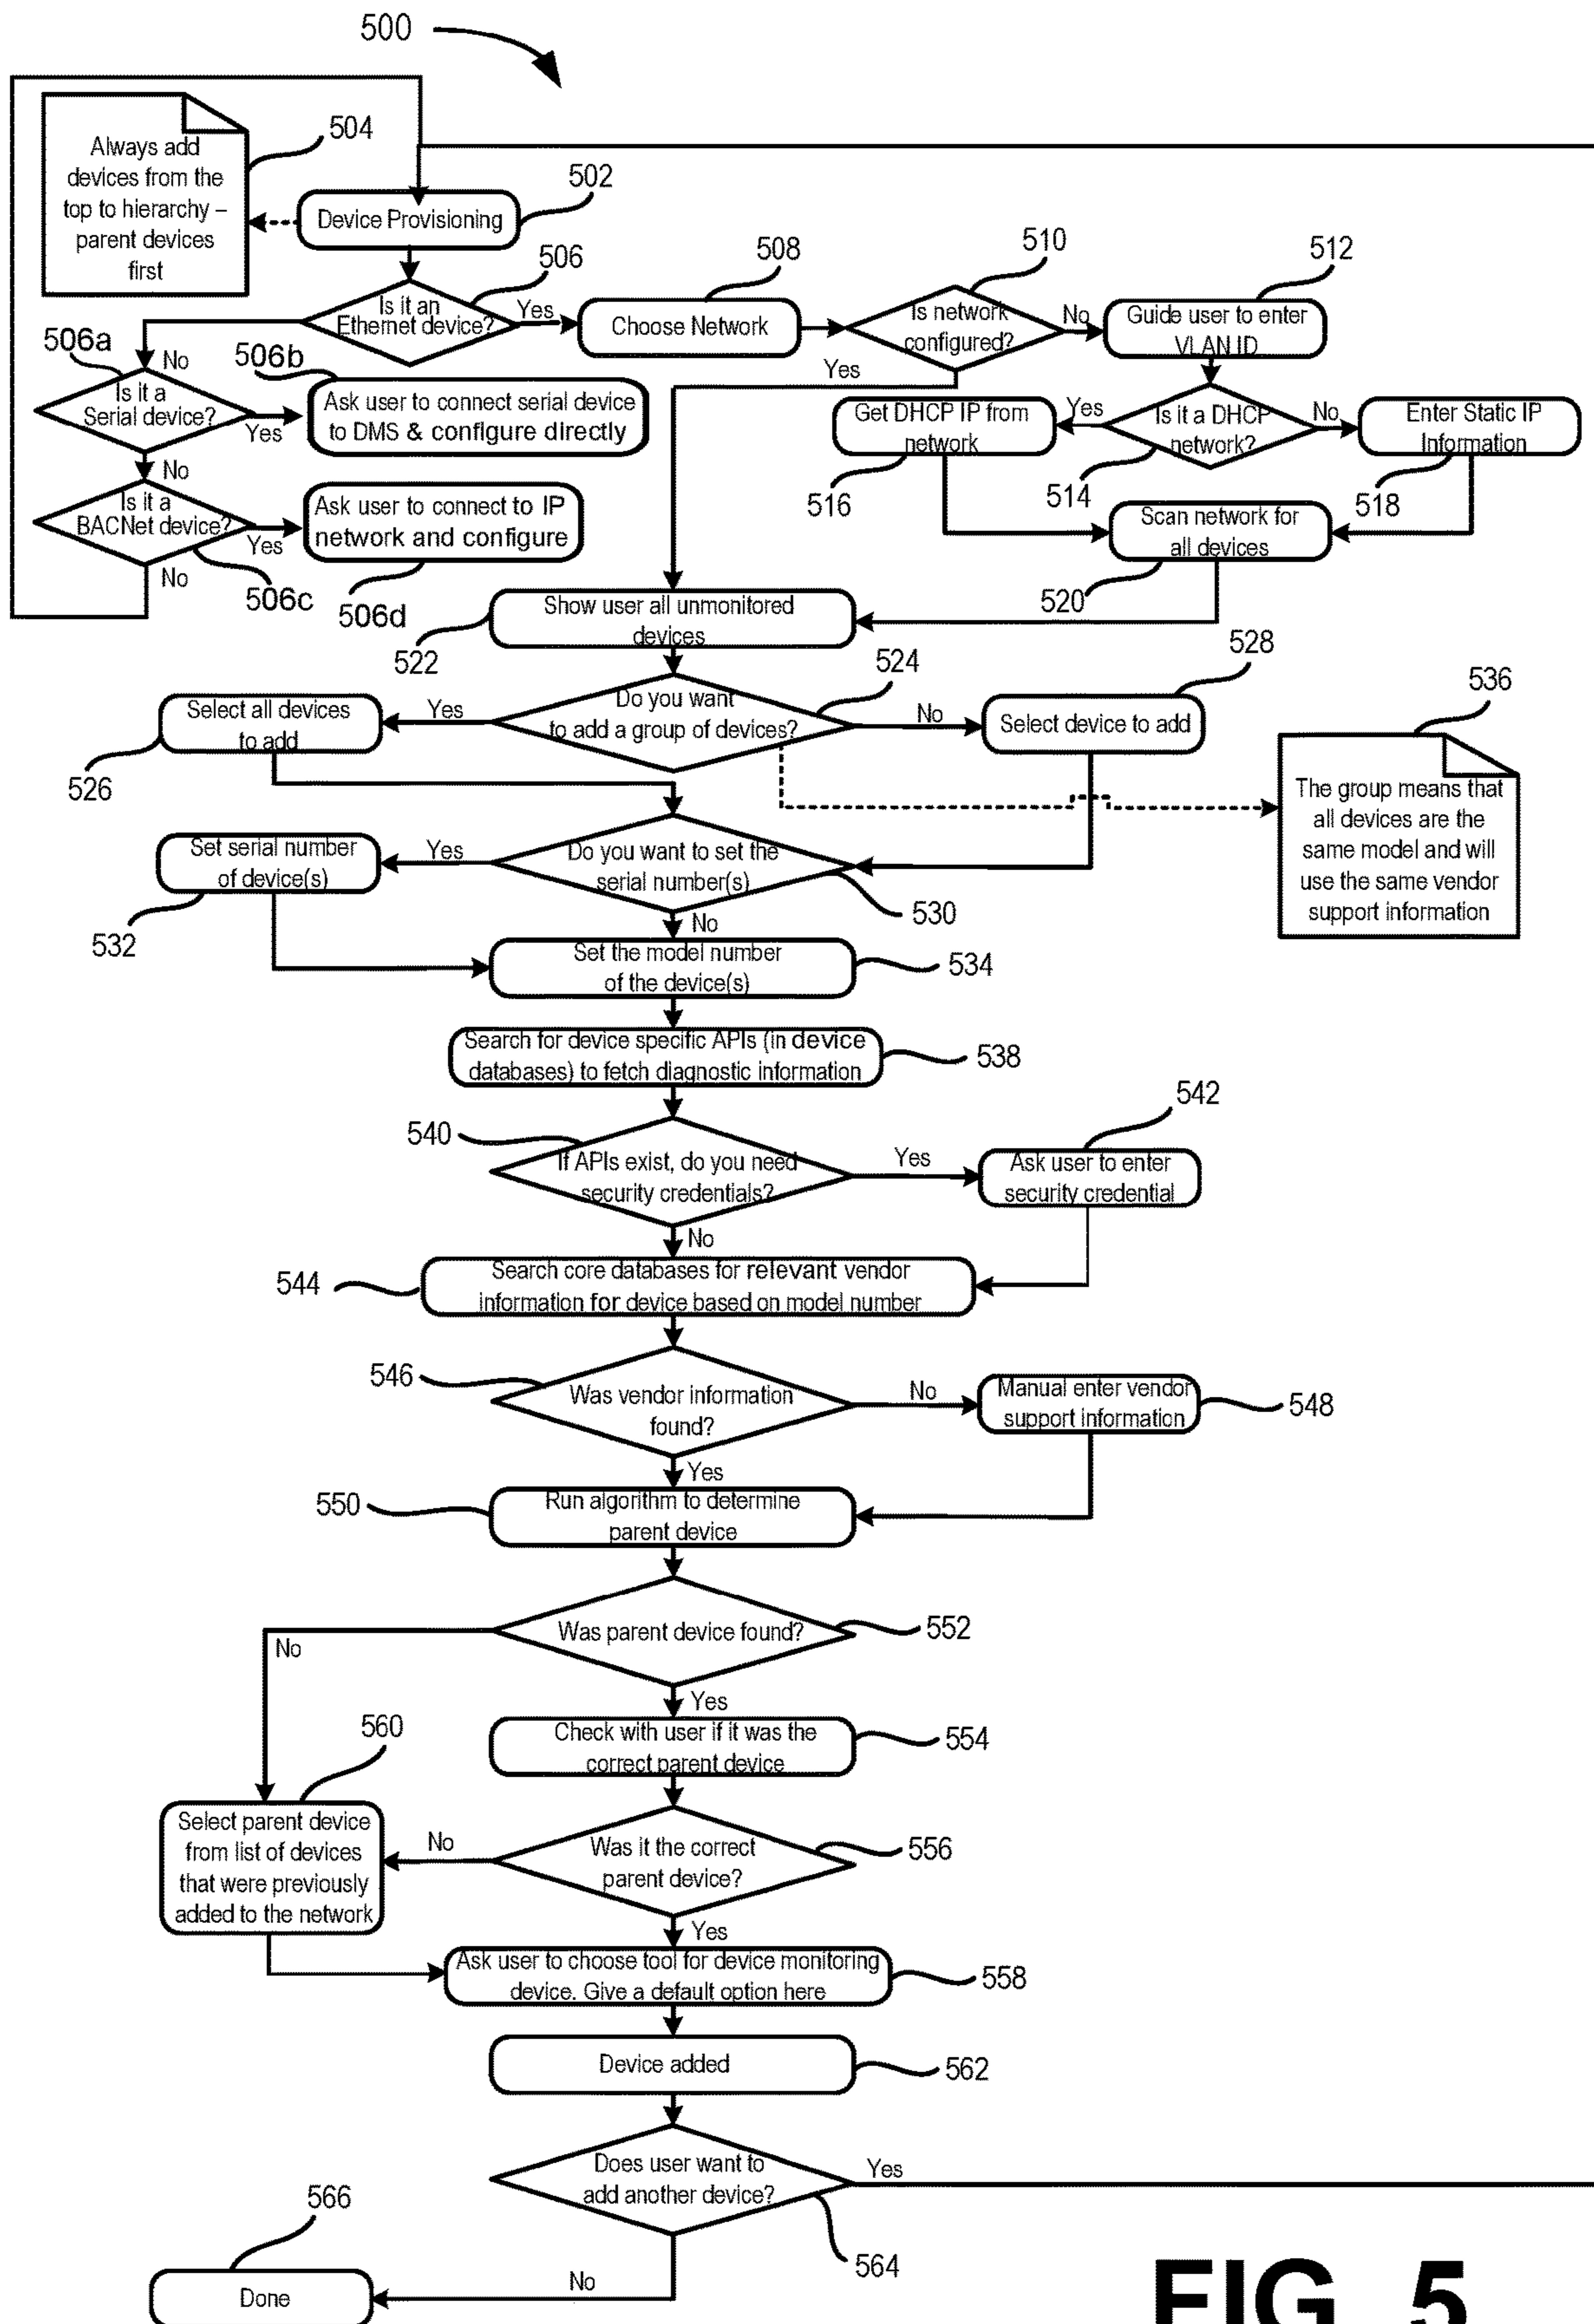 500
504
Always add
devices from the
top to hierarchy –
parent devices
first
502
Device Provisioning
506
Is it an
Ethernet device?
Yes
No
508
Choose Network
510
Is network
configured?
No
Yes
512
Guide user to enter
VLAN ID
506a
Is it a
Serial device?
Yes
No
506b
Ask user to connect serial device
to DMS & configure directly
Is it a
BACNet device?
Yes
No
506c
Ask user to connect to IP
network and configure
506d
Get DHCP IP from
network
516
Yes
Is it a DHCP
network?
514
No
Enter Static IP
Information
518
Scan network for
all devices
520
Show user all unmonitored
devices
522
524
Do you want
to add a group of devices?
Yes
No
Select all devices
to add
526
528
Select device to add
536
The group means that
all devices are the
same model and will
use the same vendor
support information
Do you want to set the
serial number(s)
530
Yes
No
Set serial number
of device(s)
532
Set the model number
of the device(s)
534
Search for device specific APIs (in device
databases) to fetch diagnostic information
538
540
If APIs exist, do you need
security credentials?
Yes
No
542
Ask user to enter
security credential
544
Search core databases for relevant vendor
information for device based on model number
546
Was vendor information
found?
No
Yes
Manual enter vendor
support information
548
550
Run algorithm to determine
parent device
Was parent device found?
552
No
Yes
Check with user if it was the
correct parent device
554
560
Select parent device
from list of devices
that were previously
added to the network
No
Was it the correct
parent device?
556
Yes
Ask user to choose tool for device monitoring
device. Give a default option here
558
Device added
562
Does user want to
add another device?
Yes
564
No
566
Done
FIG. 5